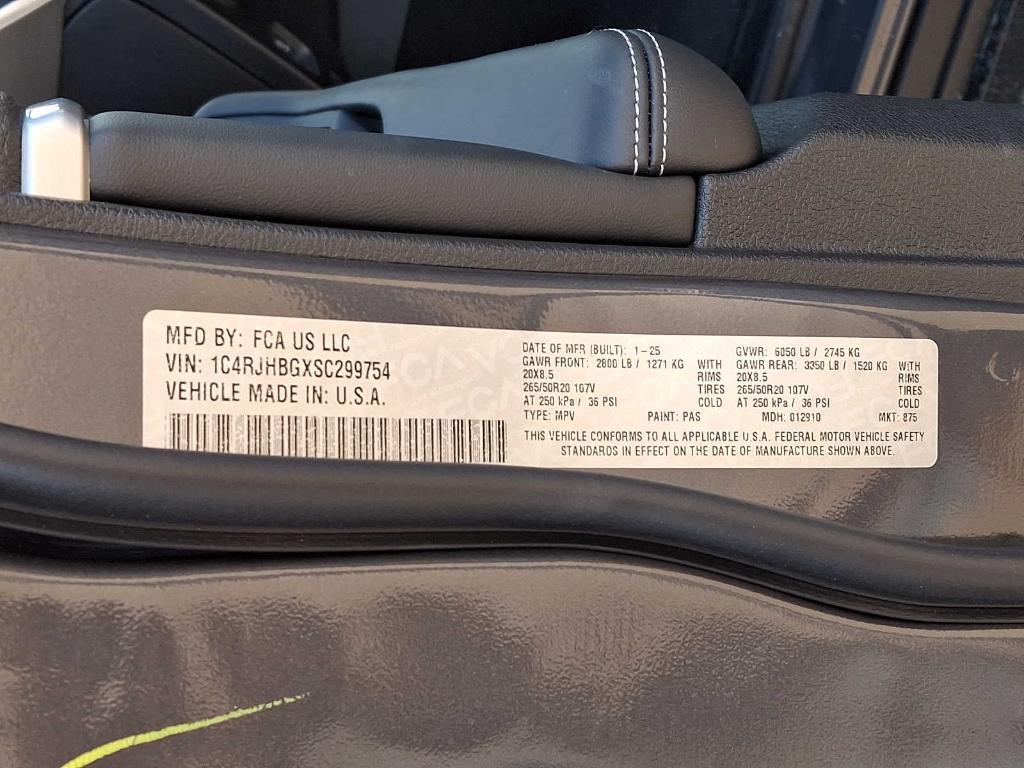 MFD BY: FCA US LLC
VIN: 1C4RJHBGXSC299754
VEHICLE MADE IN: U.S.A.
DATE OF MFR (BUILT): 1-25
GAWR FRONT: 2800 LB / 1271 KG WITH
20X8.5 RIMS
265/50R20 107V TIRES
AT 250 kPa / 36 PSI COLD
TYPE: MPV PAINT: PAS
GVWR: 6050 LB / 2745 KG
GAWR REAR: 3350 LB / 1520 KG WITH
20X8.5 RIMS
265/50R20 107V TIRES
AT 250 kPa / 36 PSI COLD
MDH: 012910 MKT: 875
THIS VEHICLE CONFORMS TO ALL APPLICABLE U.S.A. FEDERAL MOTOR VEHICLE SAFETY
STANDARDS IN EFFECT ON THE DATE OF MANUFACTURE SHOWN ABOVE.